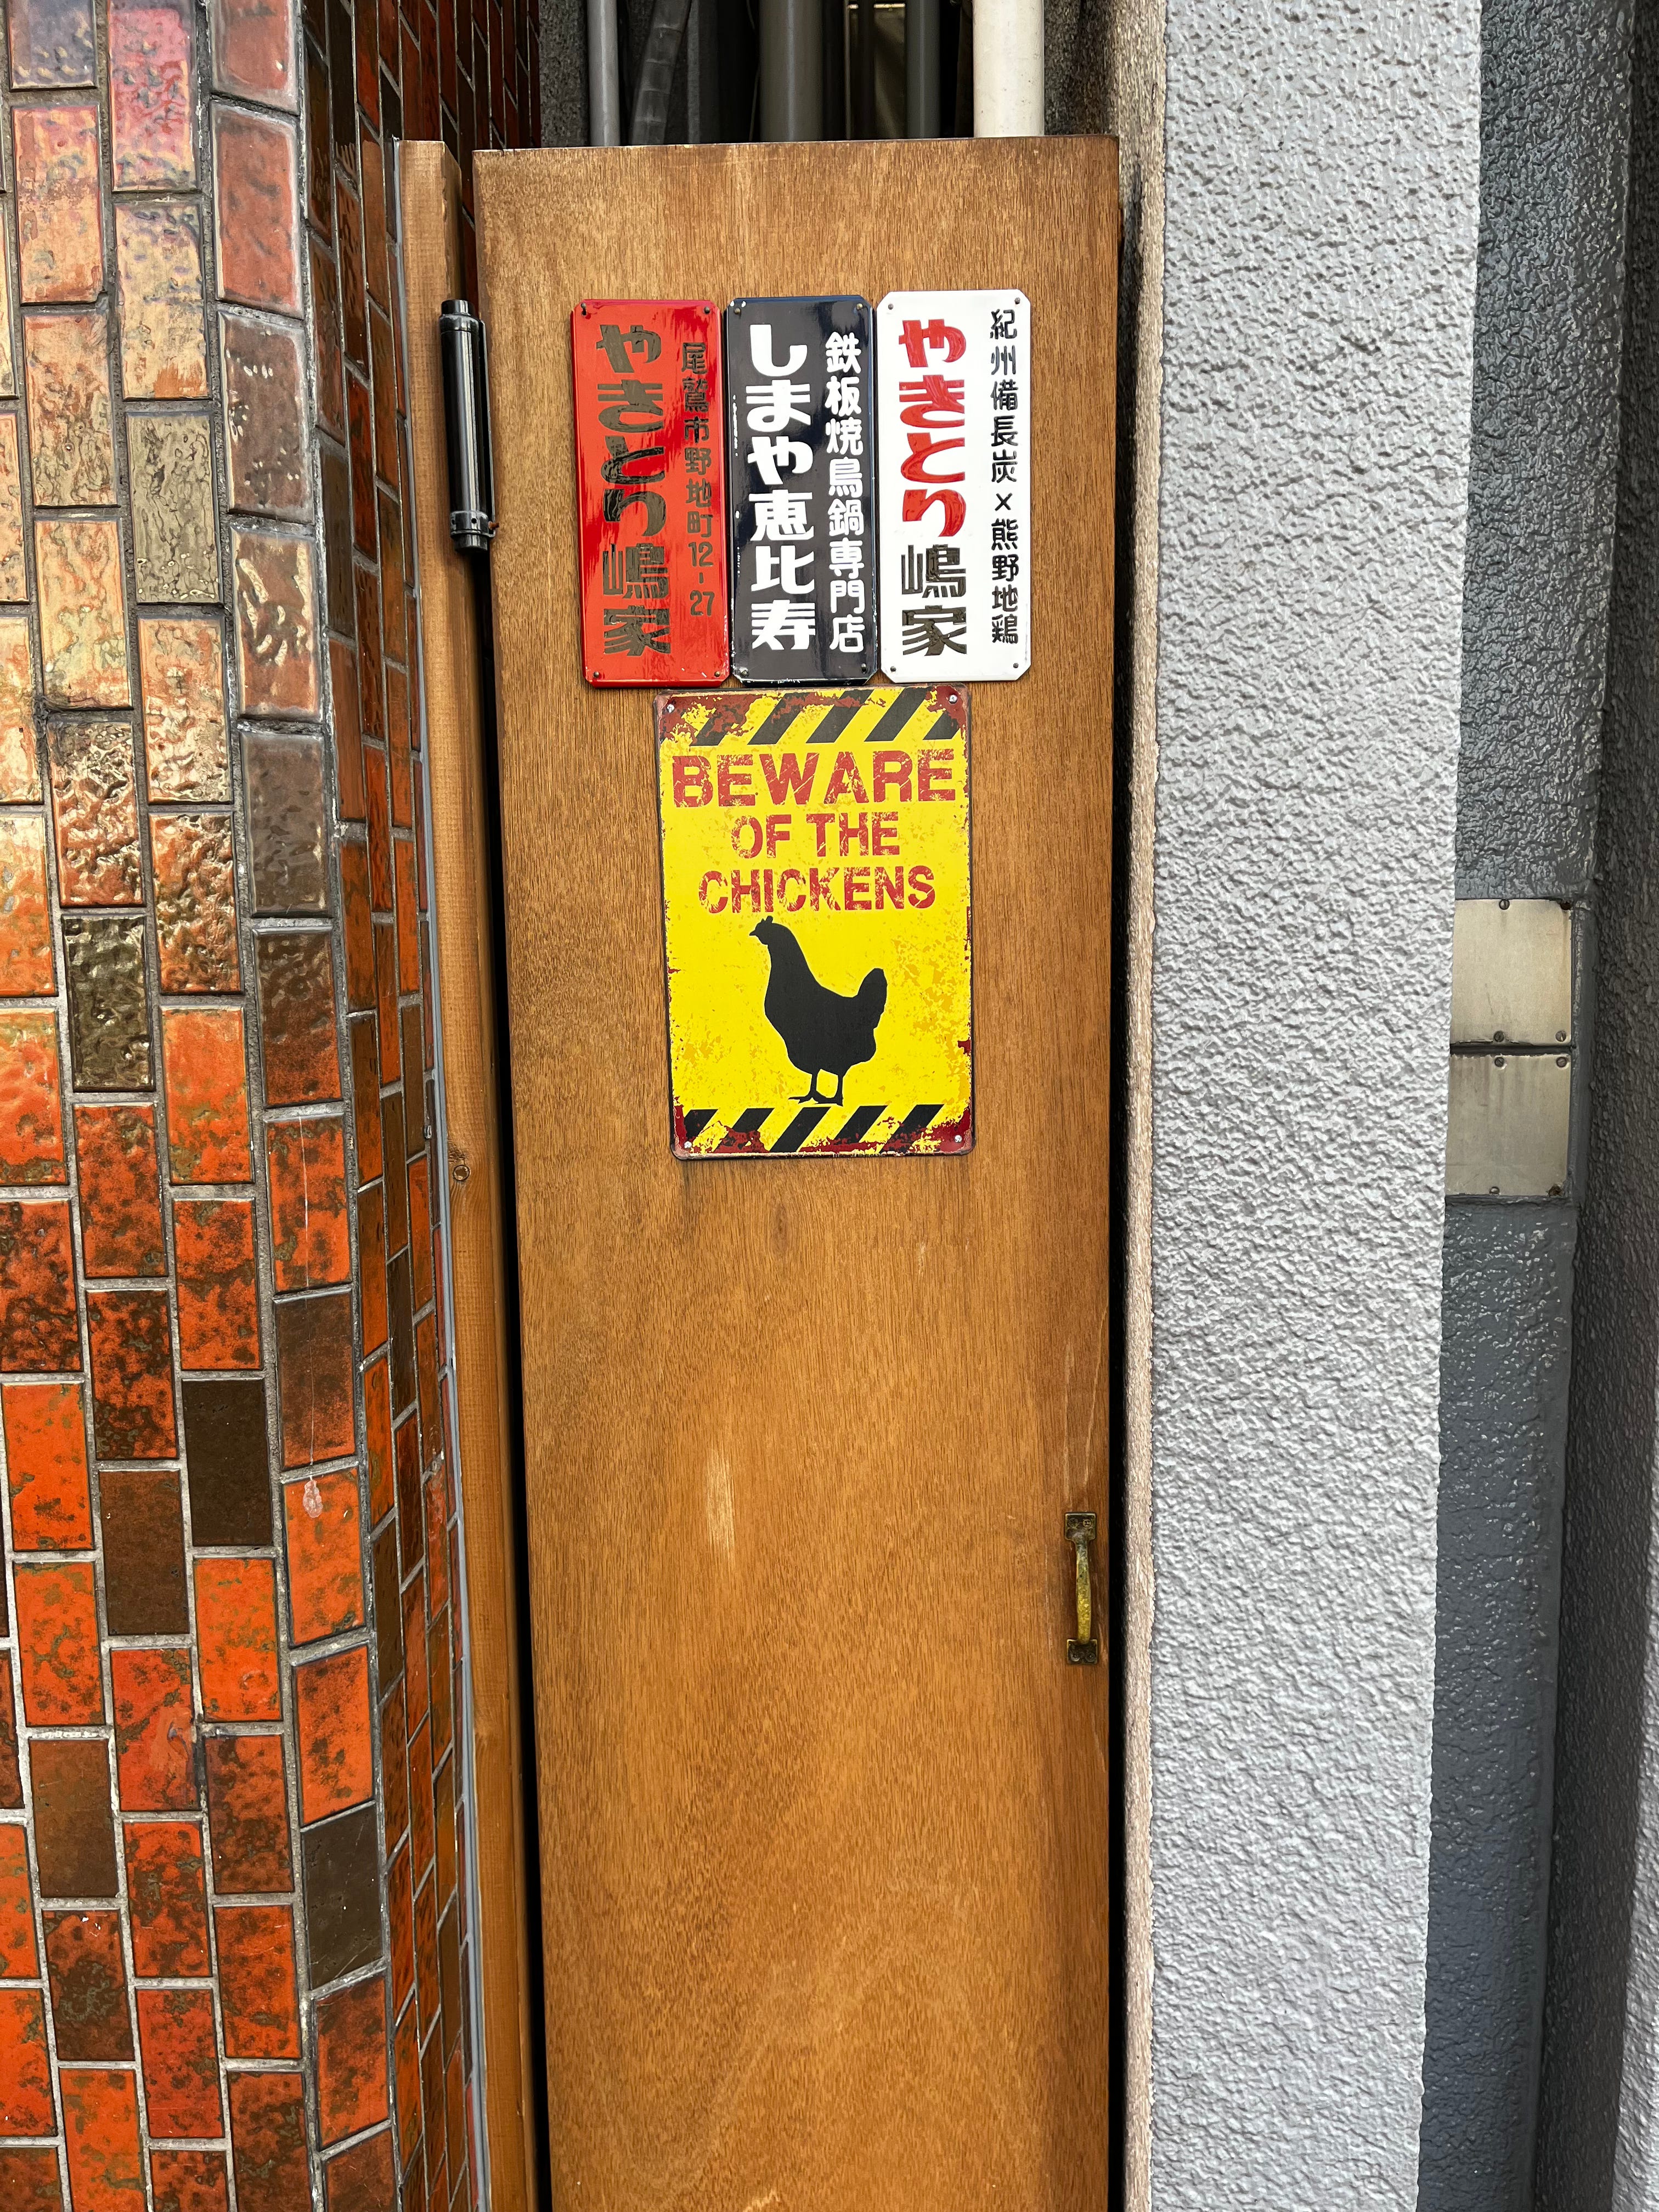 紀州備長炭×熊野地鶏
やきとり嶋家
鉄板焼鳥鍋専門店
しまや恵比寿
尾鷲市野地町12-27
やきとり嶋家
BEWARE
OF THE
CHICKENS